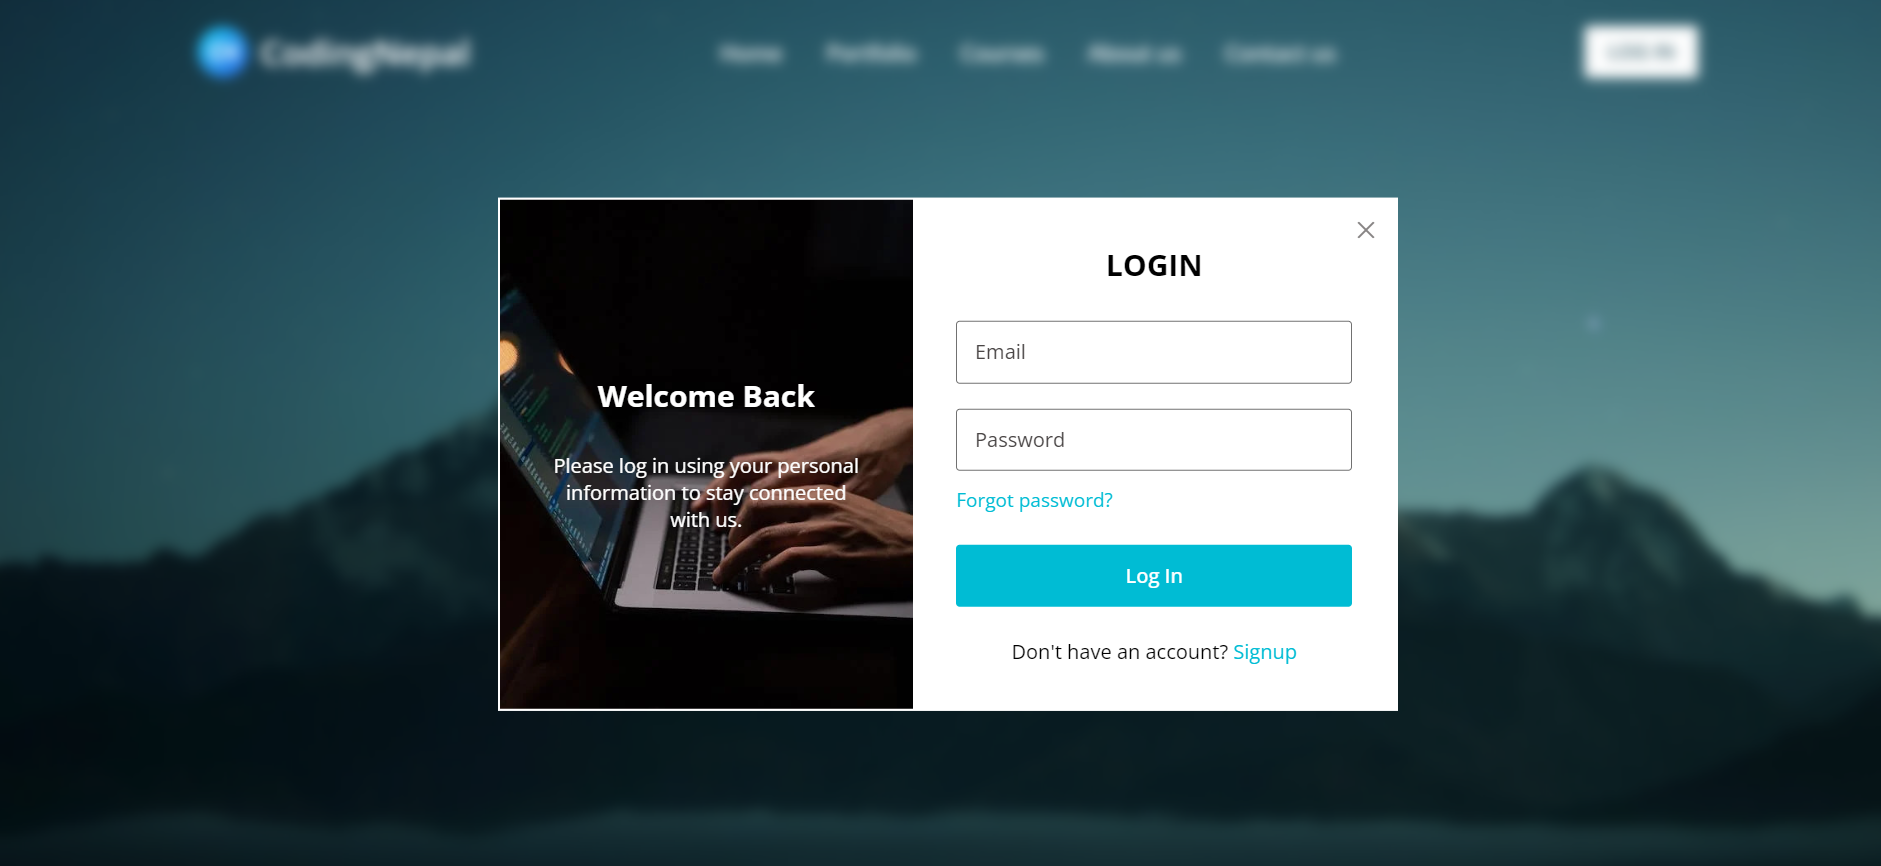 CodingNepal
Home Portfolio Courses About us Contact us
LOG IN
LOGIN
Email
Welcome Back
Password
Please log in using your personal
information to stay connected
with us.
Forgot password?
Log In
Don't have an account? Signup